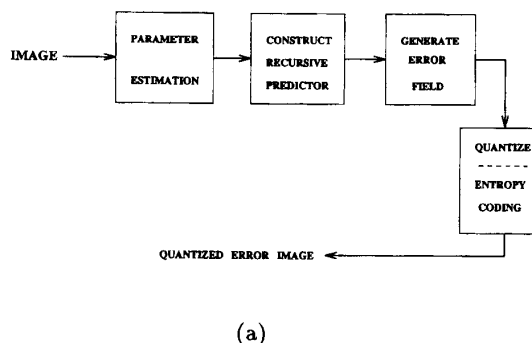 IMAGE
PARAMETER
ESTIMATION
CONSTRUCT
RECURSIVE
PREDICTOR
GENERATE
ERROR
FIELD
QUANTIZE
ENTROPY
CODING
QUANTIZED ERROR IMAGE
(a)